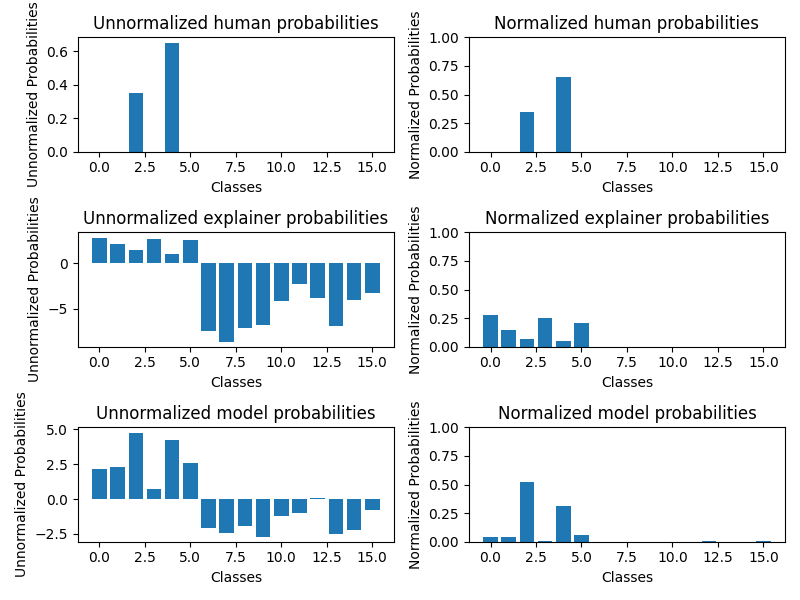 Unnormalized human probabilities
Unnormalized Probabilities
0.6
0.4
0.2
0.0
0.0 2.5 5.0 7.5 10.0 12.5 15.0
Classes
Normalized human probabilities
Normalized Probabilities
1.00
0.75
0.50
0.25
0.00
0.0 2.5 5.0 7.5 10.0 12.5 15.0
Classes
Unnormalized explainer probabilities
Unnormalized Probabilities
0
−5
0.0 2.5 5.0 7.5 10.0 12.5 15.0
Classes
Normalized explainer probabilities
Normalized Probabilities
1.00
0.75
0.50
0.25
0.00
0.0 2.5 5.0 7.5 10.0 12.5 15.0
Classes
Unnormalized model probabilities
Unnormalized Probabilities
5.0
2.5
0.0
−2.5
0.0 2.5 5.0 7.5 10.0 12.5 15.0
Classes
Normalized model probabilities
Normalized Probabilities
1.00
0.75
0.50
0.25
0.00
0.0 2.5 5.0 7.5 10.0 12.5 15.0
Classes